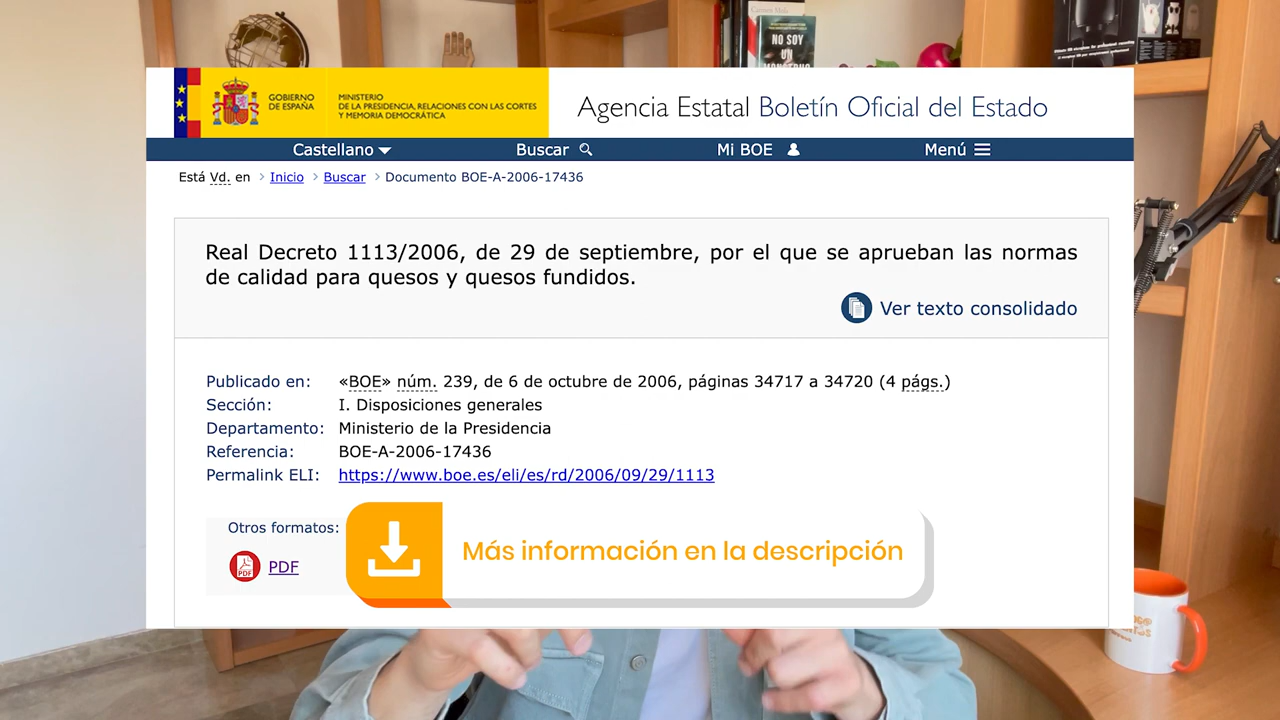 NO SOY
UN
MONSTRUO
GOBIERNO
DE ESPAÑA
MINISTERIO
DE LA PRESIDENCIA, RELACIONES CON LAS CORTES
Y MEMORIA DEMOCRÁTICA
Agencia Estatal Boletín Oficial del Estado
Castellano
Buscar
Mi BOE
Menú
Está Vd. en > Inicio > Buscar > Documento BOE-A-2006-17436
Real Decreto 1113/2006, de 29 de septiembre, por el que se aprueban las normas
de calidad para quesos y quesos fundidos.
Ver texto consolidado
Publicado en: «BOE» núm. 239, de 6 de octubre de 2006, páginas 34717 a 34720 (4 págs.)
Sección: I. Disposiciones generales
Departamento: Ministerio de la Presidencia
Referencia: BOE-A-2006-17436
Permalink ELI: https://www.boe.es/eli/es/rd/2006/09/29/1113
Otros formatos:
PDF
PDF
Más información en la descripción